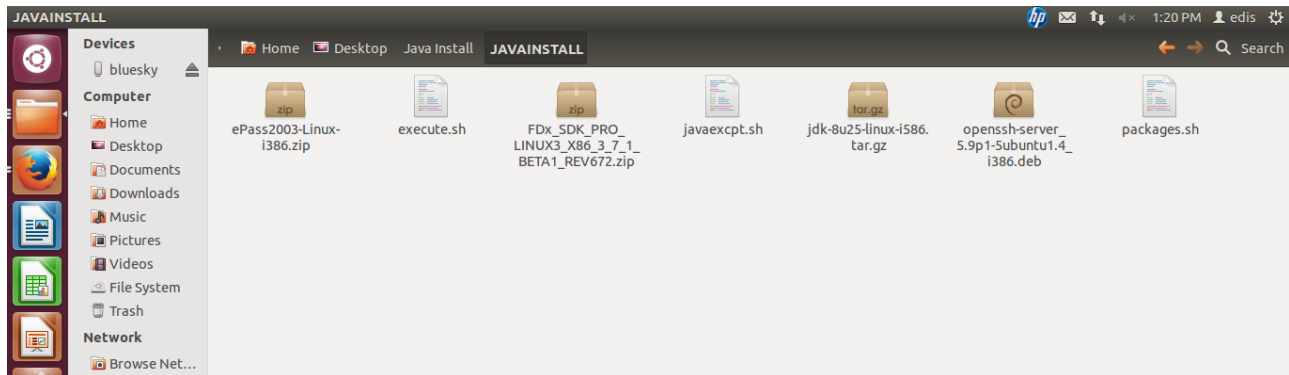 JAVAINSTALL
hp 1:20 PM edis
Devices
bluesky
Computer
Home
Desktop
Documents
Downloads
Music
Pictures
Videos
File System
Trash
Network
Browse Net...
Home Desktop Java Install JAVAINSTALL Search
zip
ePass2003-Linux-
i386.zip
execute.sh
zip
FDx_SDK_PRO_
LINUX3_X86_3_7_1_
BETA1_REV672.zip
javaexcpt.sh
tar.gz
jdk-8u25-linux-i586.
tar.gz
openssh-server_
5.9p1-5ubuntu1.4_
i386.deb
packages.sh